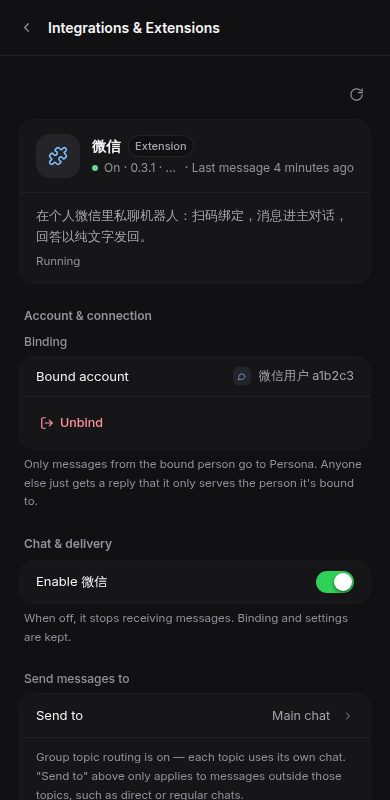 Integrations & Extensions
微信 Extension
On · 0.3.1 · ... · Last message 4 minutes ago
在个人微信里私聊机器人：扫码绑定，消息进主对话，
回答以纯文字发回。
Running
Account & connection
Binding
Bound account 微信用户 a1b2c3
Unbind
Only messages from the bound person go to Persona. Anyone
else just gets a reply that it only serves the person it's bound
to.
Chat & delivery
Enable 微信
When off, it stops receiving messages. Binding and settings
are kept.
Send messages to
Send to Main chat
Group topic routing is on — each topic uses its own chat.
"Send to" above only applies to messages outside those
topics, such as direct or regular chats.